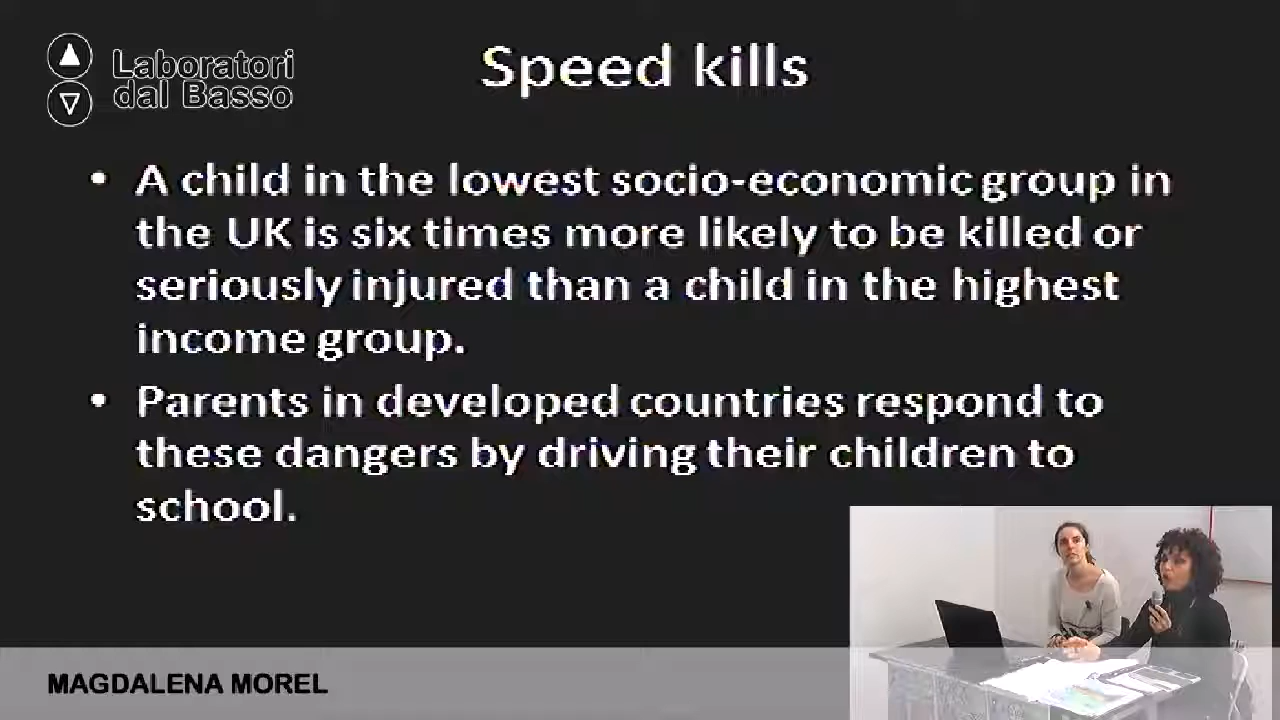 Laboratori
dal Basso
Speed kills
• A child in the lowest socio-economic group in
the UK is six times more likely to be killed or
seriously injured than a child in the highest
income group.
• Parents in developed countries respond to
these dangers by driving their children to
school.
MAGDALENA MOREL